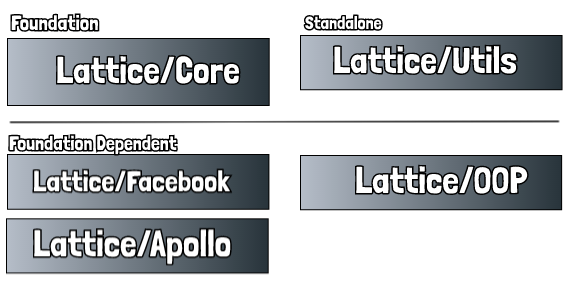 Foundation
Lattice/Core
Standalone
Lattice/Utils
Foundation Dependent
Lattice/Facebook
Lattice/OOP
Lattice/Apollo